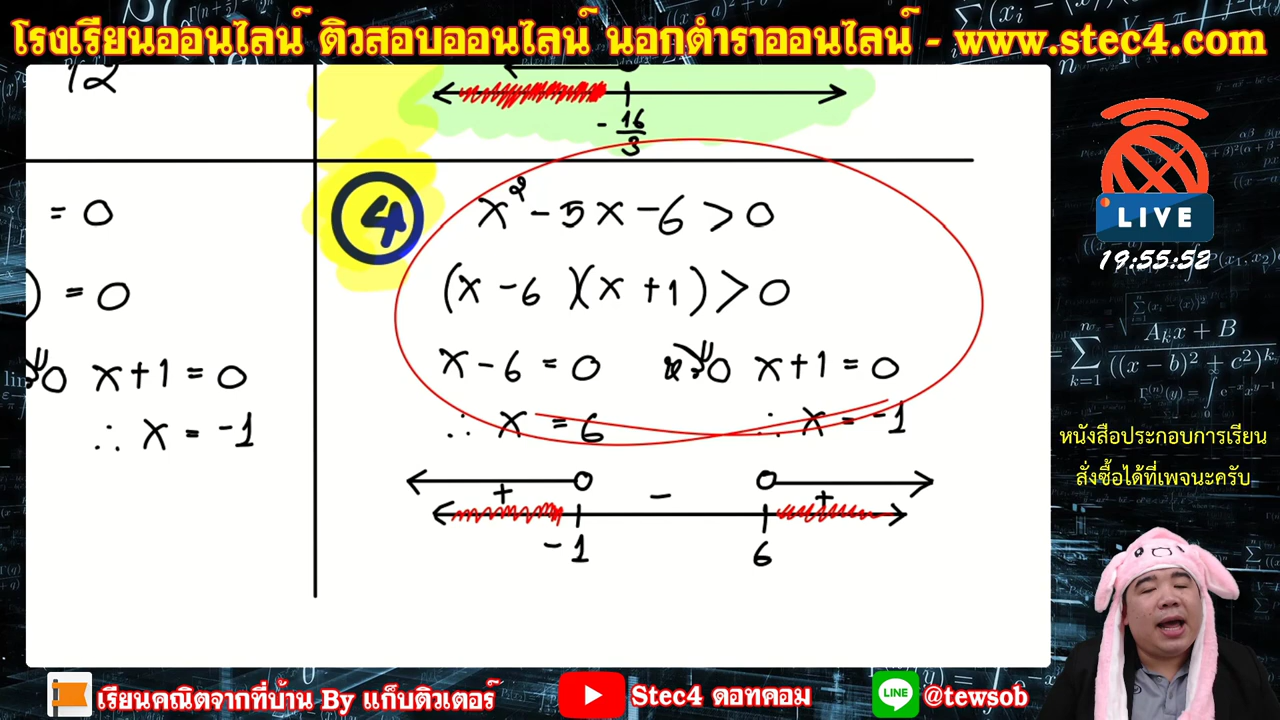 โรงเรียนออนไลน์ ติวสอบออนไลน์ นอกตำราออนไลน์ - www.stec4.com
12
- 16/3
= 0
) = 0
x + 1 = 0
∴ x = -1
4
x² - 5x - 6 > 0
(x - 6)(x + 1) > 0
x - 6 = 0 หรือ x + 1 = 0
∴ x = 6 ∴ x = -1
+ - +
-1 6
LIVE
19:55:52
หนังสือประกอบการเรียน
สั่งซื้อได้ที่เพจนะครับ
เรียนคณิตจากที่บ้าน By แก็บติวเตอร์ Stec4 ดอทคอม LINE @tewsob